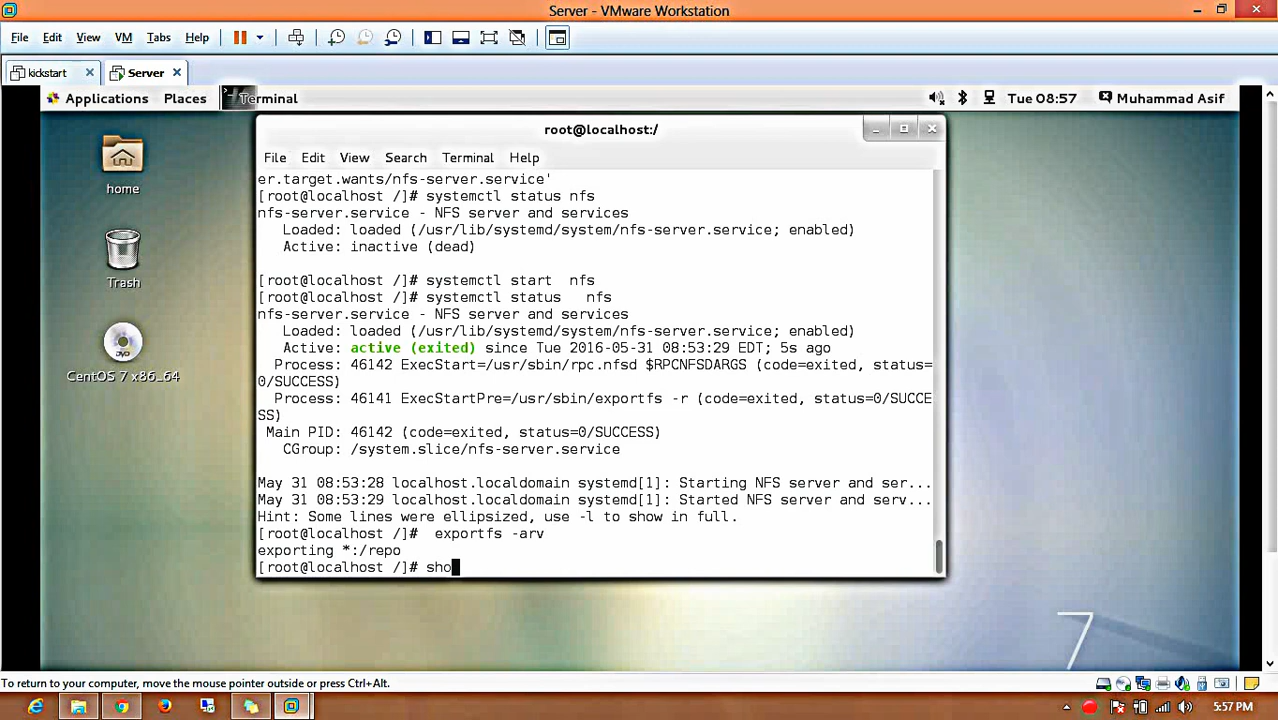 Server - VMware Workstation
File Edit View VM Tabs Help
kickstart Server
Applications Places Terminal Tue 08:57 Muhammad Asif
root@localhost:/
File Edit View Search Terminal Help
home
Trash
DVD
CentOS 7 x86_64
er.target.wants/nfs-server.service'
[root@localhost /]# systemctl status nfs
nfs-server.service - NFS server and services
   Loaded: loaded (/usr/lib/systemd/system/nfs-server.service; enabled)
   Active: inactive (dead)
[root@localhost /]# systemctl start  nfs
[root@localhost /]# systemctl status   nfs
nfs-server.service - NFS server and services
   Loaded: loaded (/usr/lib/systemd/system/nfs-server.service; enabled)
   Active: active (exited) since Tue 2016-05-31 08:53:29 EDT; 5s ago
  Process: 46142 ExecStart=/usr/sbin/rpc.nfsd $RPCNFSDARGS (code=exited, status=
0/SUCCESS)
  Process: 46141 ExecStartPre=/usr/sbin/exportfs -r (code=exited, status=0/SUCCE
SS)
 Main PID: 46142 (code=exited, status=0/SUCCESS)
   CGroup: /system.slice/nfs-server.service
May 31 08:53:28 localhost.localdomain systemd[1]: Starting NFS server and ser...
May 31 08:53:29 localhost.localdomain systemd[1]: Started NFS server and serv...
Hint: Some lines were ellipsized, use -l to show in full.
[root@localhost /]#  exportfs -arv
exporting *:/repo
[root@localhost /]# sho
7
To return to your computer, move the mouse pointer outside or press Ctrl+Alt.
5:57 PM